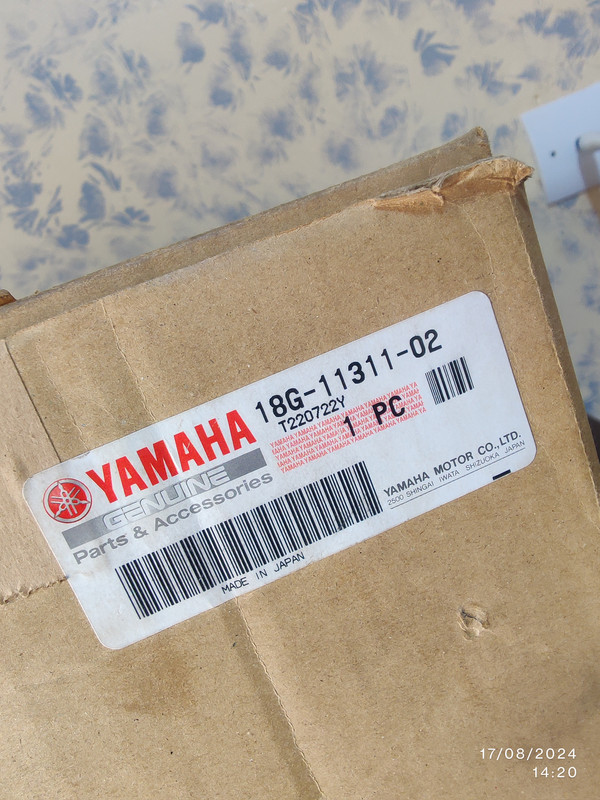 18G-11311-02
T220722Y
1 PC
YAMAHA
GENUINE
Parts & Accessories
YAMAHA MOTOR CO.,LTD.
2500 SHINGAI IWATA SHIZUOKA JAPAN
MADE IN JAPAN
17/08/2024
14:20